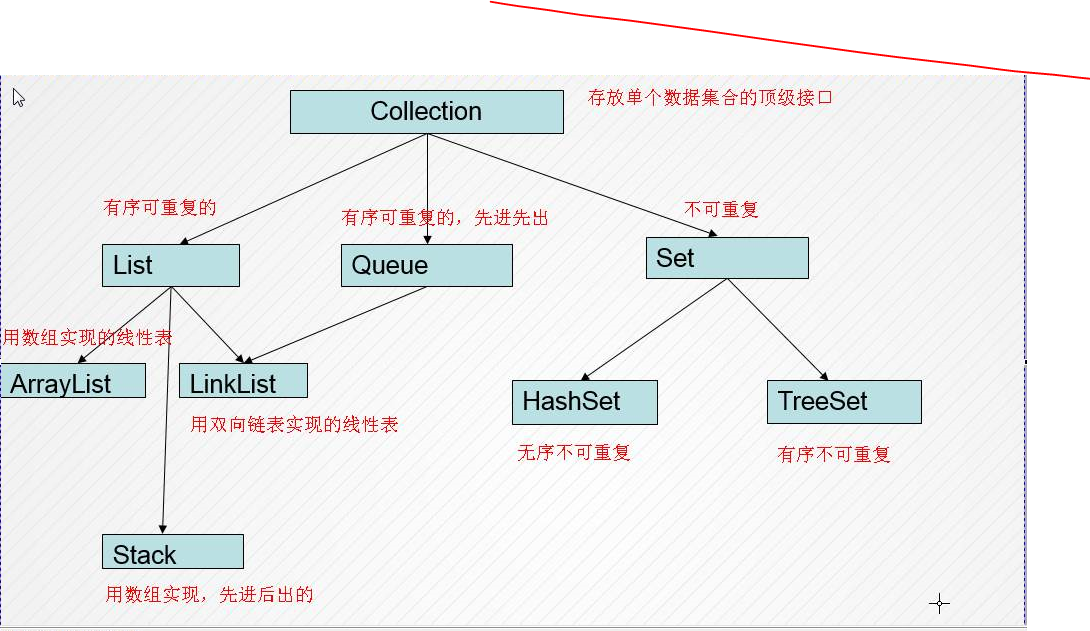 Collection
存放单个数据集合的顶级接口
有序可重复的
有序可重复的，先进先出
不可重复
List
Queue
Set
用数组实现的线性表
ArrayList
LinkList
HashSet
TreeSet
用双向链表实现的线性表
无序不可重复
有序不可重复
Stack
用数组实现，先进后出的